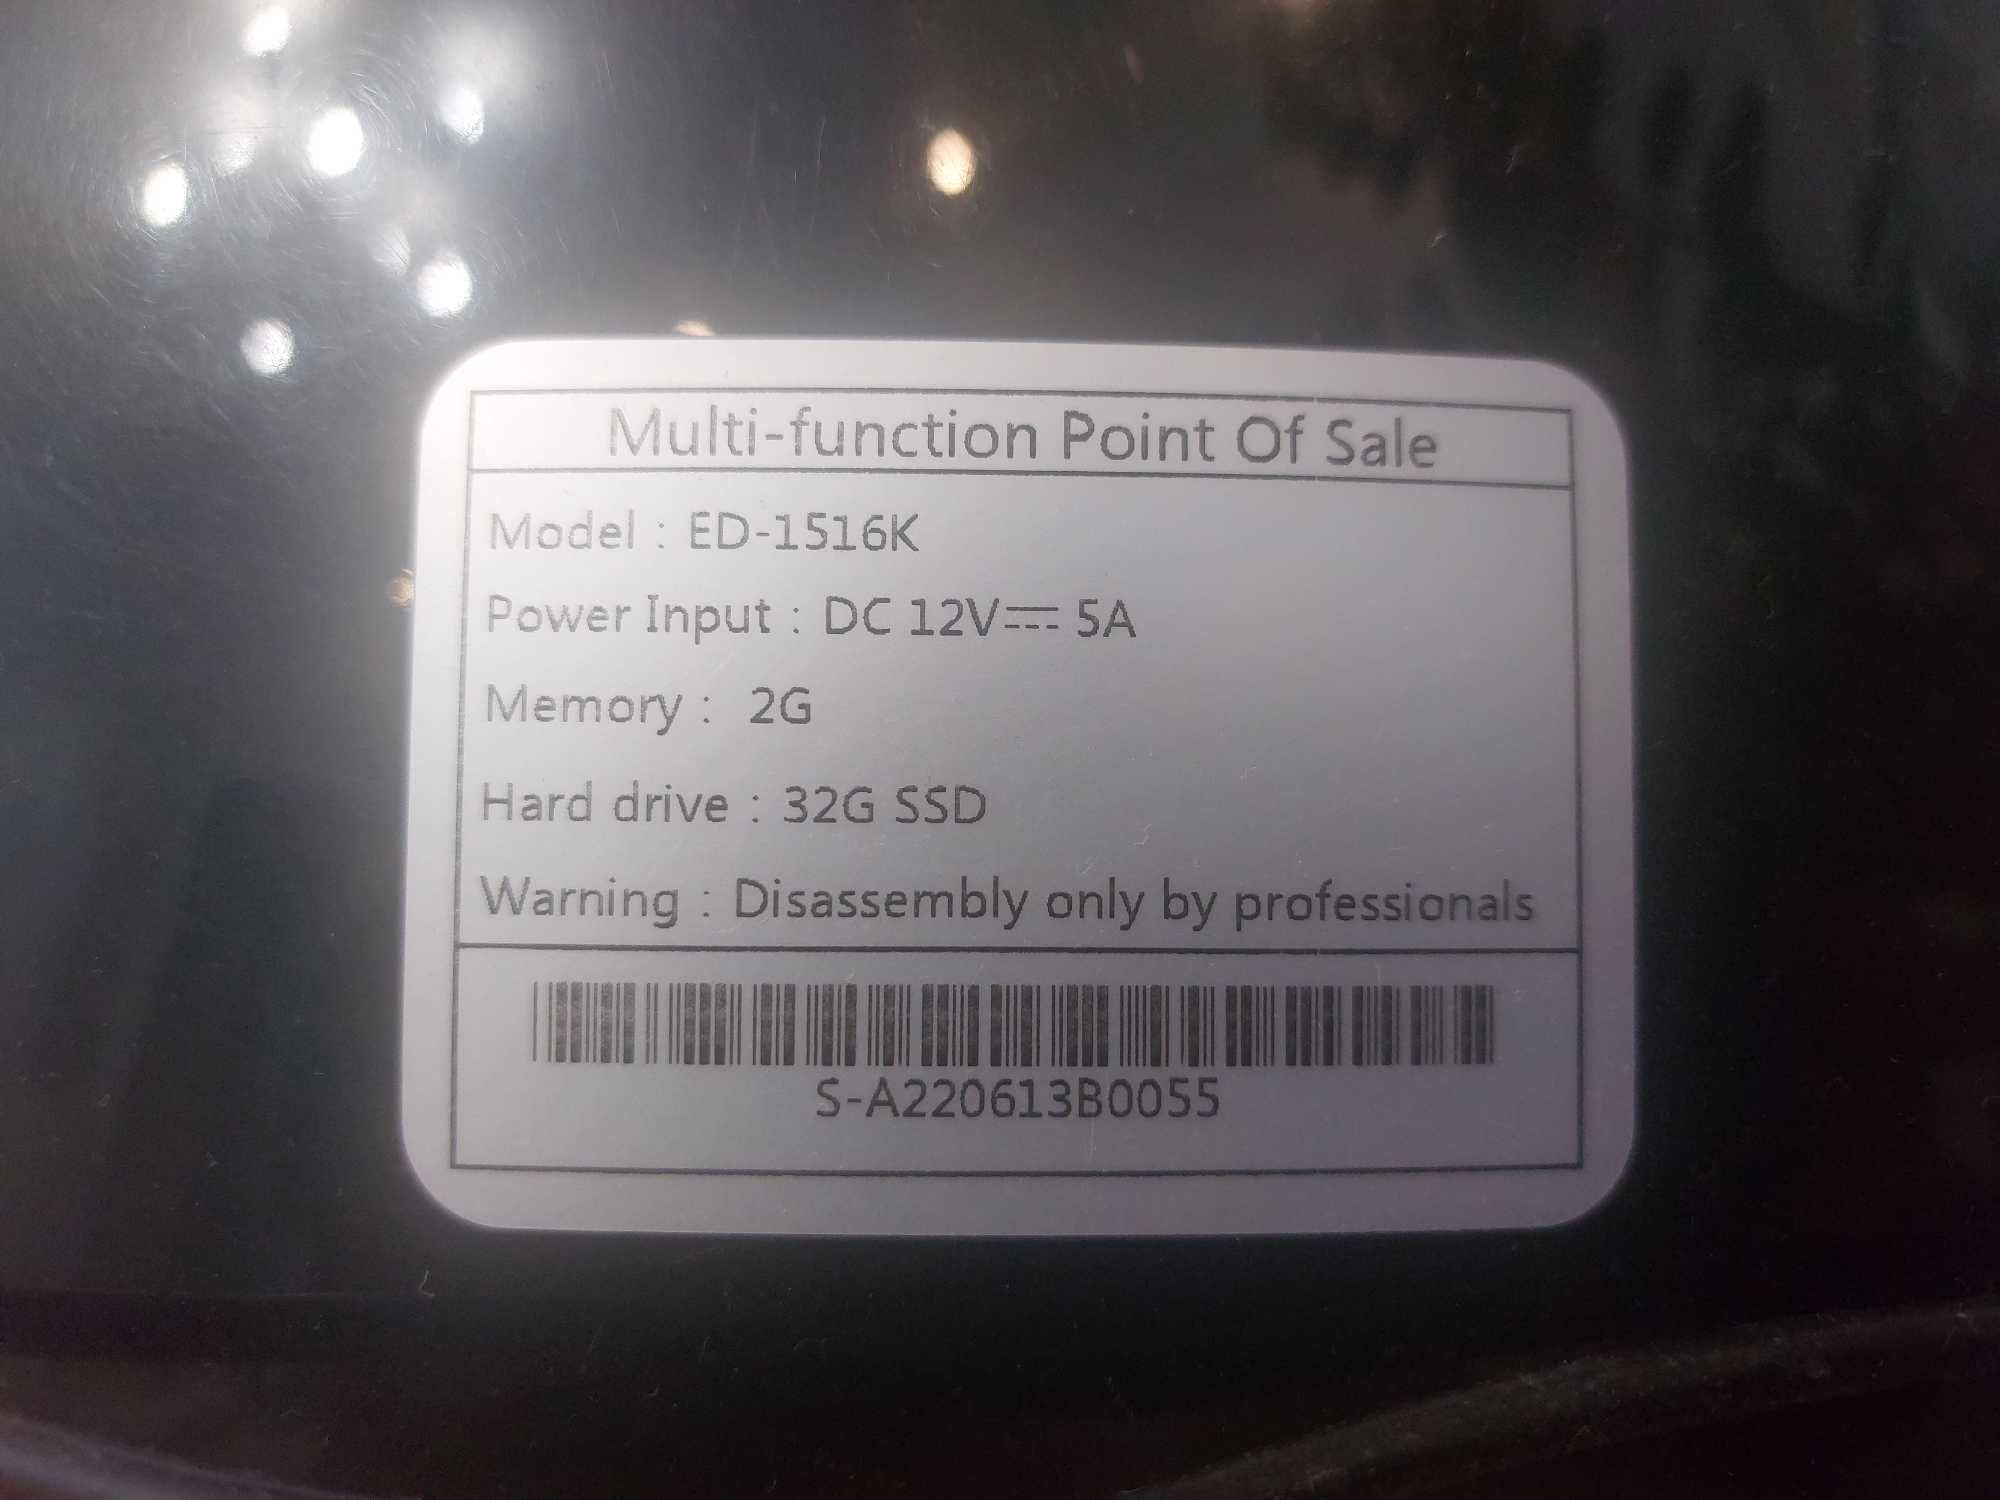 Multi-function Point Of Sale
Model : ED-1516K
Power Input : DC 12V⎓ 5A
Memory : 2G
Hard drive : 32G SSD
Warning : Disassembly only by professionals
S-A220613B0055